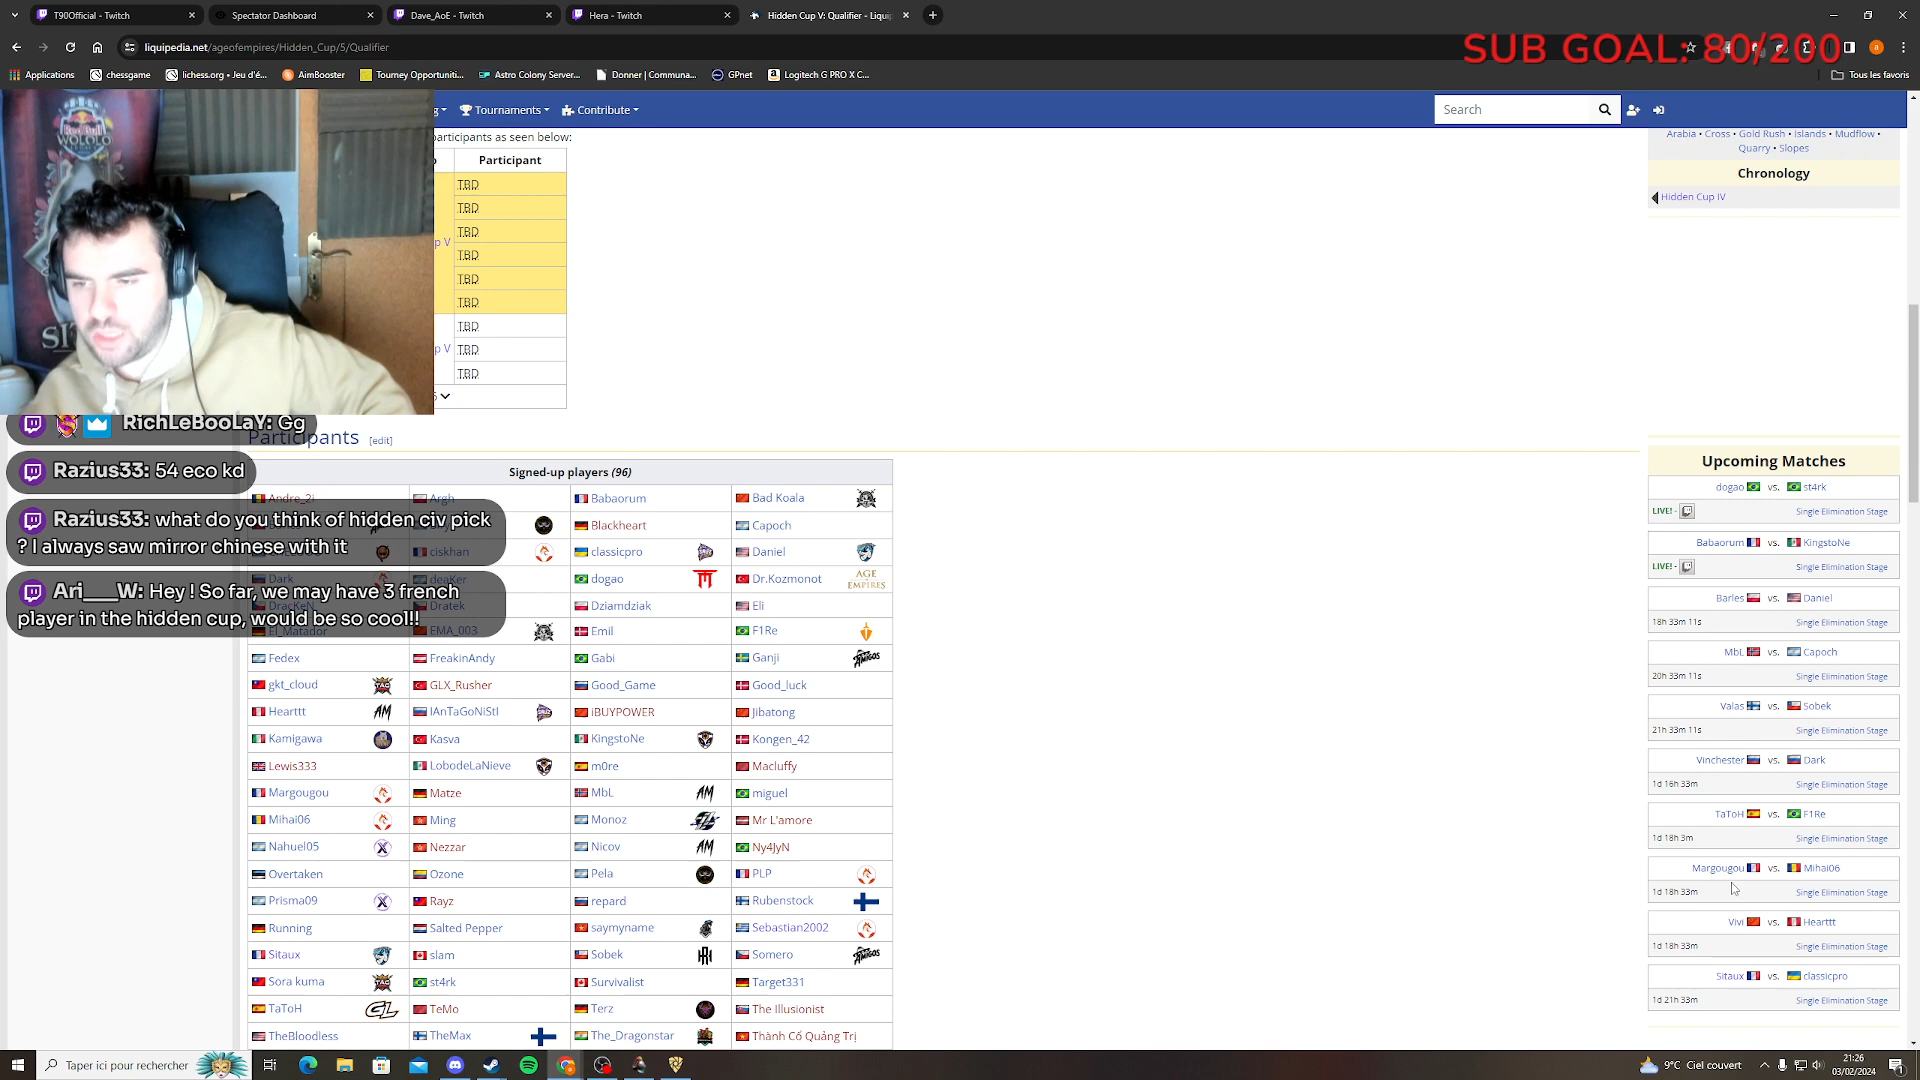 T90Official - Twitch
Spectator Dashboard
Dave_AoE - Twitch
Hera - Twitch
Hidden Cup V: Qualifier - Liquip
liquipedia.net/ageofempires/Hidden_Cup/5/Qualifier
SUB GOAL: 80/200
Applications
chessgame
lichess.org • Jeu d'é...
AimBooster
Tourney Opportuniti...
Astro Colony Server...
Donner | Communa...
GPnet
Logitech G PRO X C...
Tous les favoris
Tournaments
Contribute
Search
participants as seen below:
Participant
TBD
TBD
TBD
p V
TBD
TBD
TBD
TBD
p V
TBD
TBD
Arabia • Cross • Gold Rush • Islands • Mudflow •
Quarry • Slopes
Chronology
Hidden Cup IV
RichLeBooLaY: Gg
Razius33: 54 eco kd
Razius33: what do you think of hidden civ pick
? I always saw mirror chinese with it
Ari___W: Hey ! So far, we may have 3 french
player in the hidden cup, would be so cool!!
Participants [edit]
Signed-up players (96)
Andre_2i Argh Babaorum Bad Koala
Blackheart Capoch
ciskhan classicpro Daniel
Dark deaKer dogao Dr.Kozmonot
AGE EMPIRES
DracKeN Dratek Dziamdziak Eli
El_Matador EMA_003 Emil F1Re
Fedex FreakinAndy Gabi Ganji
gkt_cloud GLX_Rusher Good_Game Good_luck
Hearttt IAnTaGoNiStI iBUYPOWER Jibatong
Kamigawa Kasva KingstoNe Kongen_42
Lewis333 LobodeLaNieve m0re Macluffy
Margougou Matze MbL miguel
Mihai06 Ming Monoz Mr L'amore
Nahuel05 Nezzar Nicov Ny4JyN
Overtaken Ozone Pela PLP
Prisma09 Rayz repard Rubenstock
Running Salted Pepper saymyname Sebastian2002
Sitaux slam Sobek Somero
Sora kuma st4rk Survivalist Target331
TaToH TeMo Terz The Illusionist
TheBloodless TheMax The_Dragonstar Thành Cổ Quảng Trị
Upcoming Matches
dogao vs. st4rk
LIVE! - Single Elimination Stage
Babaorum vs. KingstoNe
LIVE! - Single Elimination Stage
Barles vs. Daniel
18h 33m 11s Single Elimination Stage
MbL vs. Capoch
20h 33m 11s Single Elimination Stage
Valas vs. Sobek
21h 33m 11s Single Elimination Stage
Vinchester vs. Dark
1d 16h 33m Single Elimination Stage
TaToH vs. F1Re
1d 18h 3m Single Elimination Stage
Margougou vs. Mihai06
1d 18h 33m Single Elimination Stage
Vivi vs. Hearttt
1d 18h 33m Single Elimination Stage
Sitaux vs. classicpro
1d 21h 33m Single Elimination Stage
Taper ici pour rechercher
9°C Ciel couvert
21:26
03/02/2024